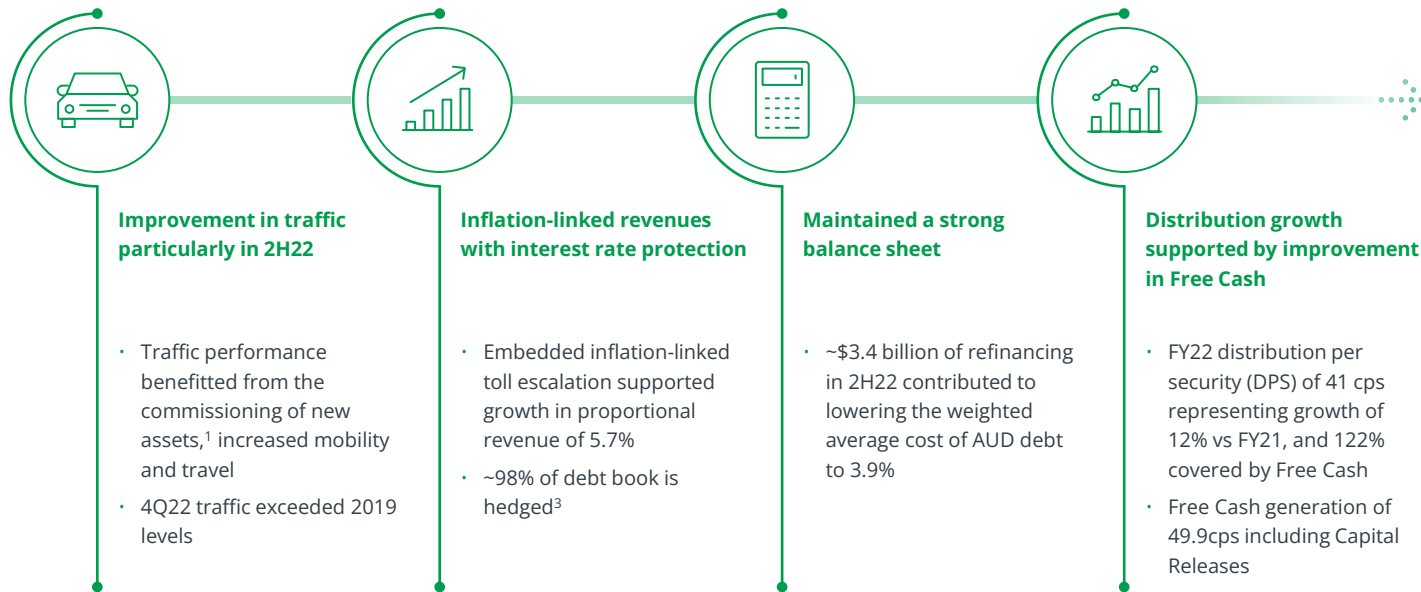 Improvement in traffic
particularly in 2H22
• Traffic performance
benefitted from the
commissioning of new
assets,¹ increased mobility
and travel
• 4Q22 traffic exceeded 2019
levels
Inflation-linked revenues
with interest rate protection
• Embedded inflation-linked
toll escalation supported
growth in proportional
revenue of 5.7%
• ~98% of debt book is
hedged³
Maintained a strong
balance sheet
• ~$3.4 billion of refinancing
in 2H22 contributed to
lowering the weighted
average cost of AUD debt
to 3.9%
Distribution growth
supported by improvement
in Free Cash
• FY22 distribution per
security (DPS) of 41 cps
representing growth of
12% vs FY21, and 122%
covered by Free Cash
• Free Cash generation of
49.9cps including Capital
Releases